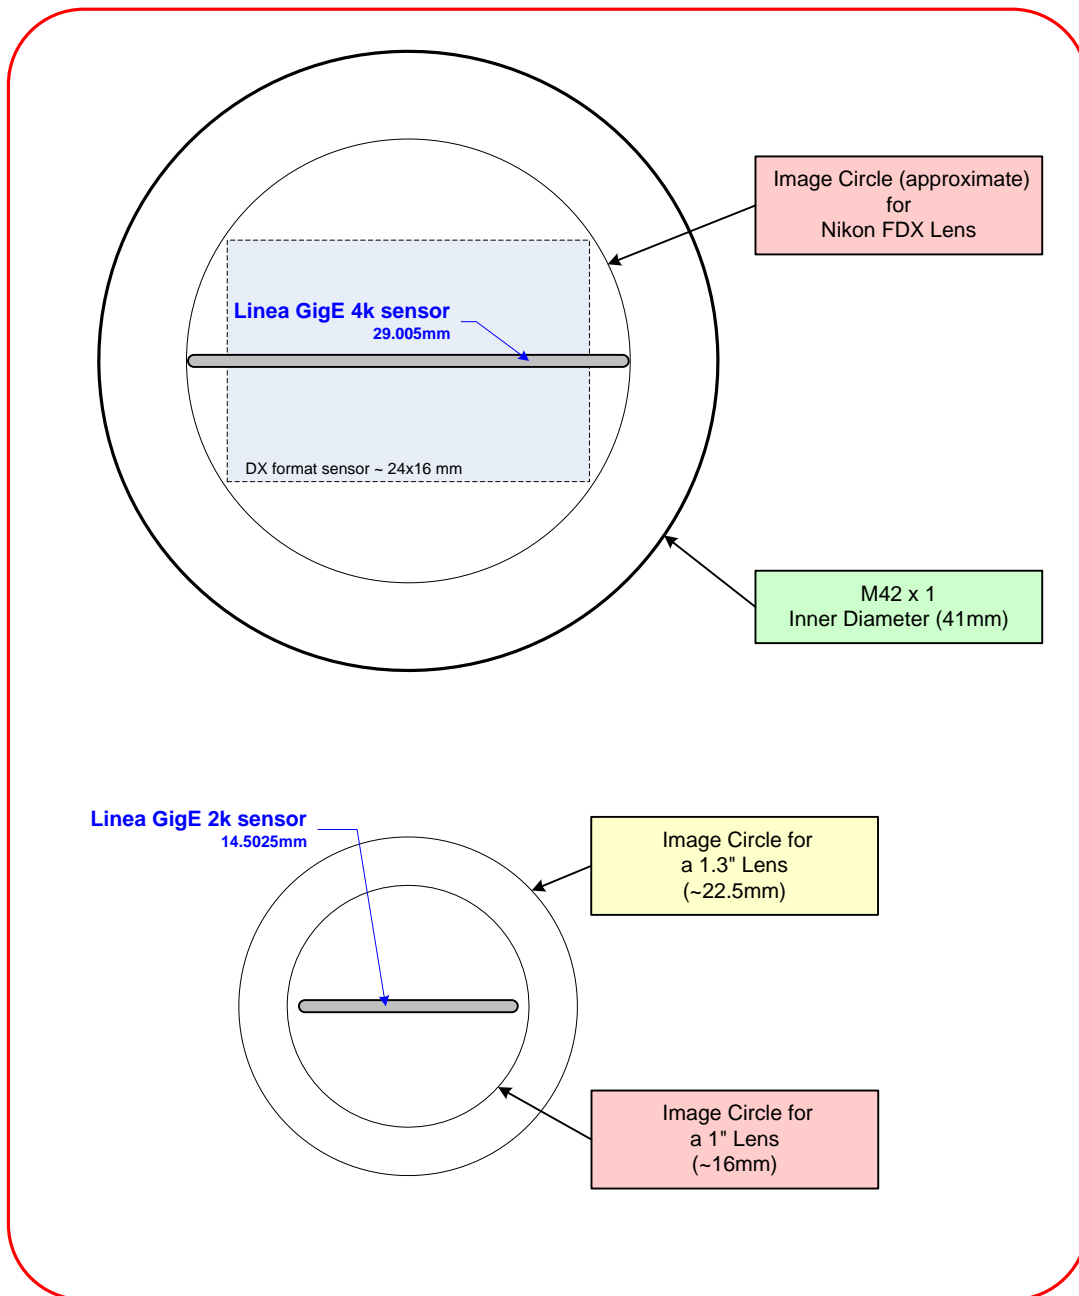 Image Circle (approximate)
for
Nikon FDX Lens
Linea GigE 4k sensor
29.005mm
DX format sensor ~ 24x16 mm
M42 x 1
Inner Diameter (41mm)
Linea GigE 2k sensor
14.5025mm
Image Circle for
a 1.3" Lens
(~22.5mm)
Image Circle for
a 1" Lens
(~16mm)